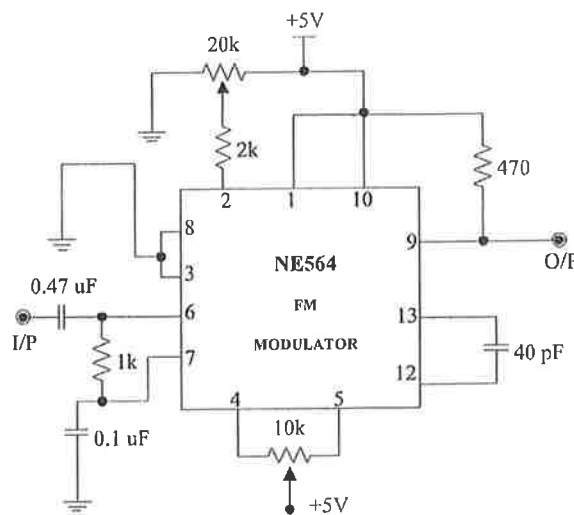 +5V
20k
2k
470
2
1
10
8
9
O/P
NE564
3
0.47 uF
FM
13
6
I/P
MODULATOR
40 pF
1k
7
12
4
5
0.1 uF
10k
+5V